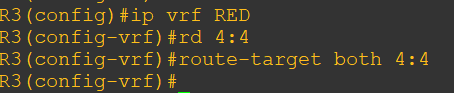 R3(config)#ip vrf RED
R3(config-vrf)#rd 4:4
R3(config-vrf)#route-target both 4:4
R3(config-vrf)#